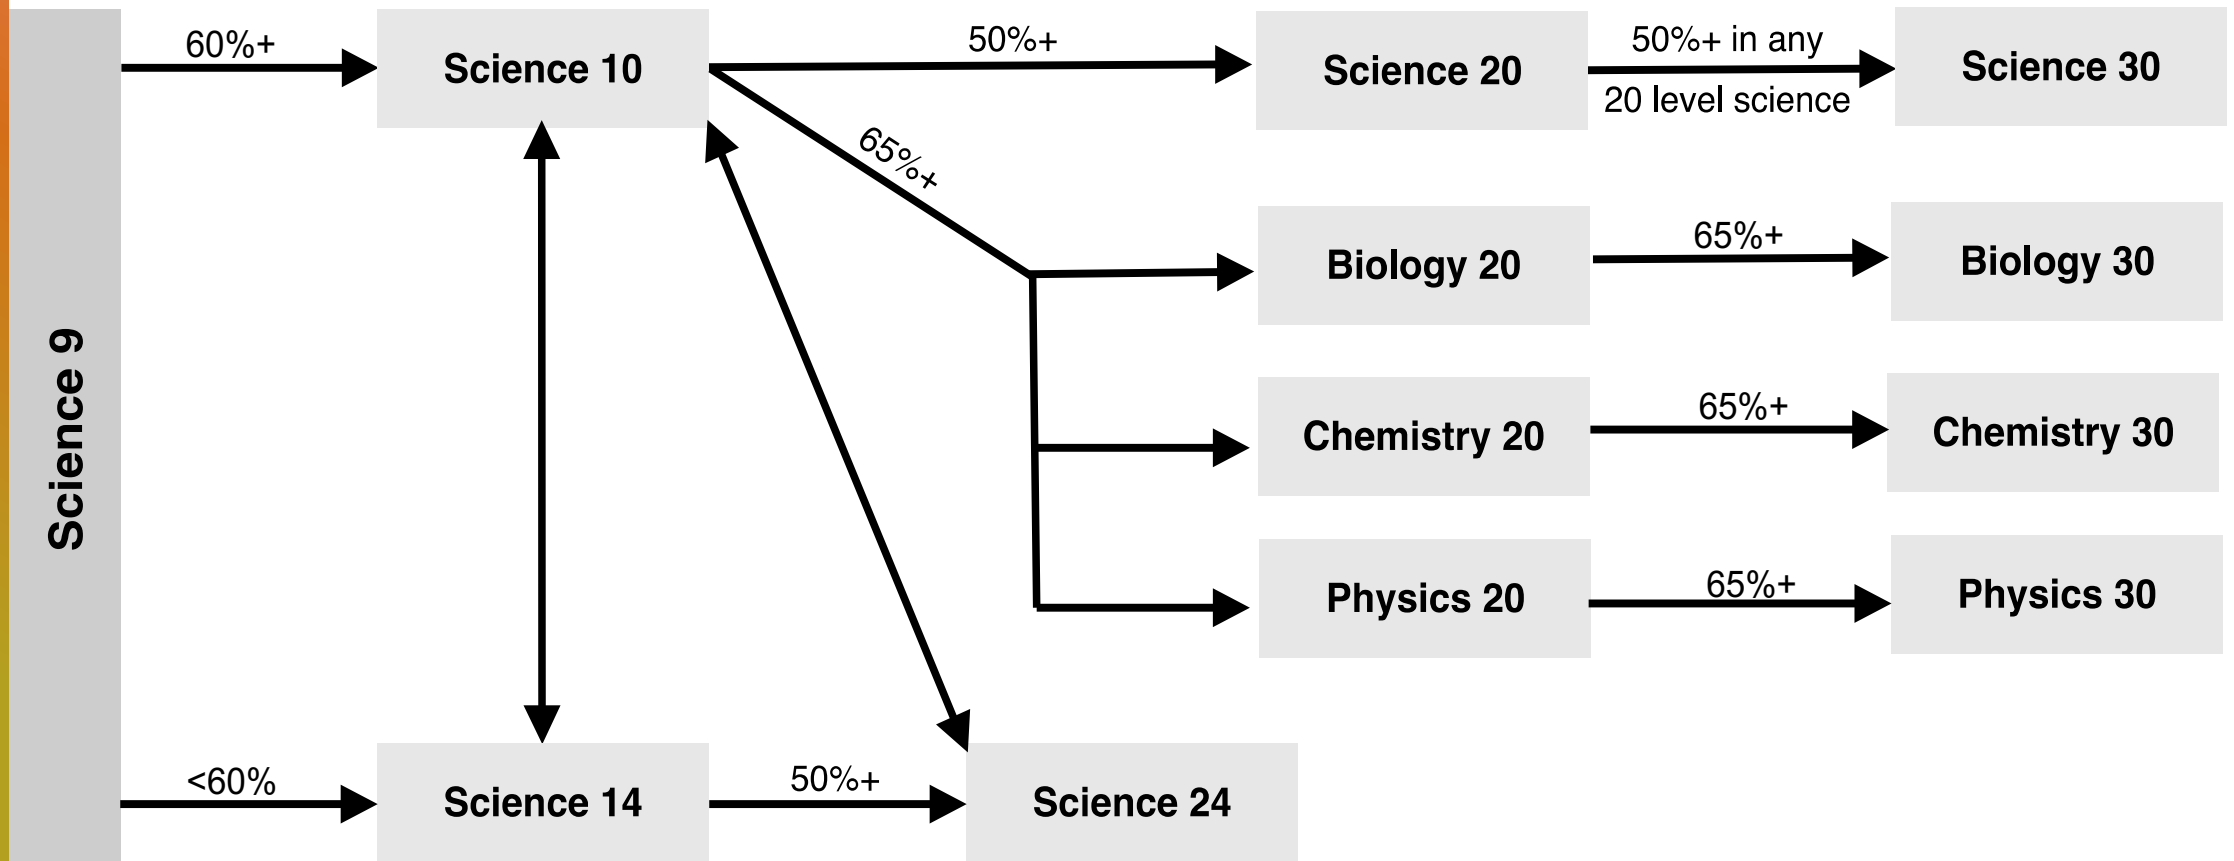 Science 9
60%+
Science 10
50%+
Science 20
50%+ in any
20 level science
Science 30
65%+
Biology 20
65%+
Biology 30
Chemistry 20
65%+
Chemistry 30
Physics 20
65%+
Physics 30
<60%
Science 14
50%+
Science 24